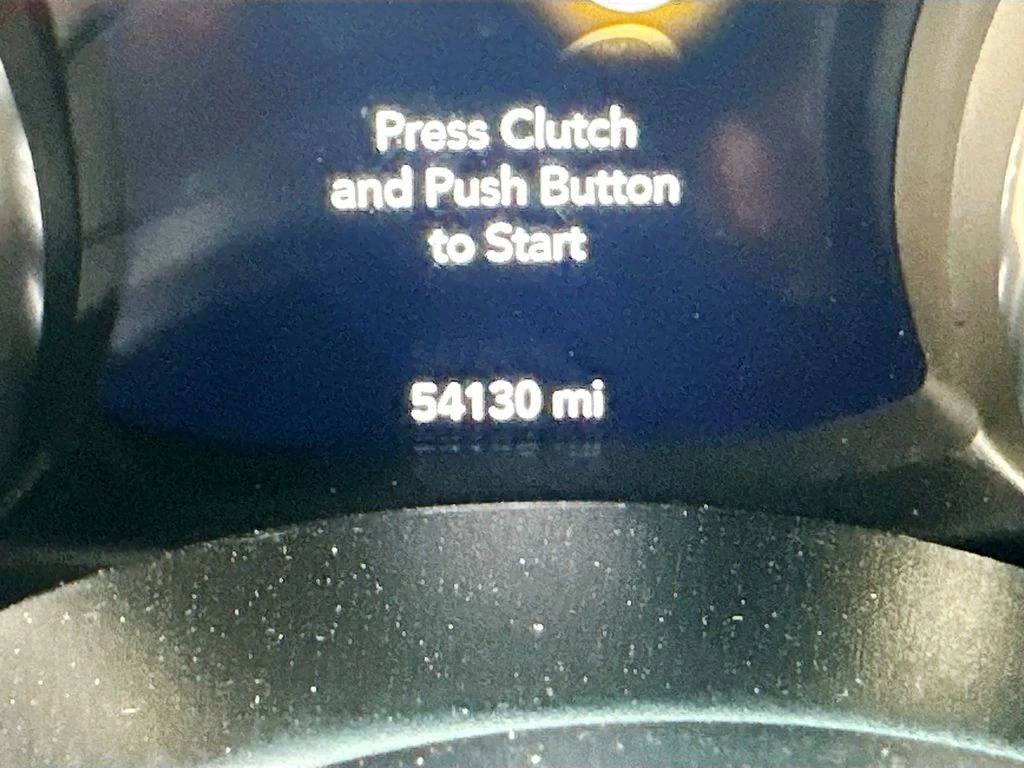 Press Clutch
and Push Button
to Start
54130 mi